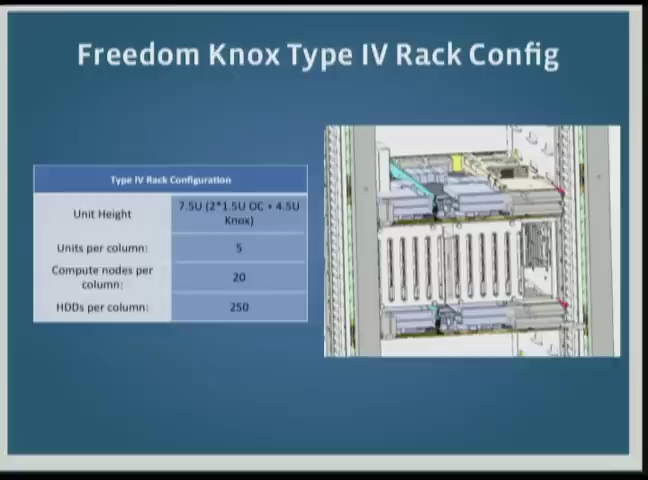 Freedom Knox Type IV Rack Config
Type IV Rack Configuration
Unit Height
7.5U (2*1.5U OC + 4.5U
Knox)
Units per column:
5
Compute nodes per
column:
20
HDDs per column:
250